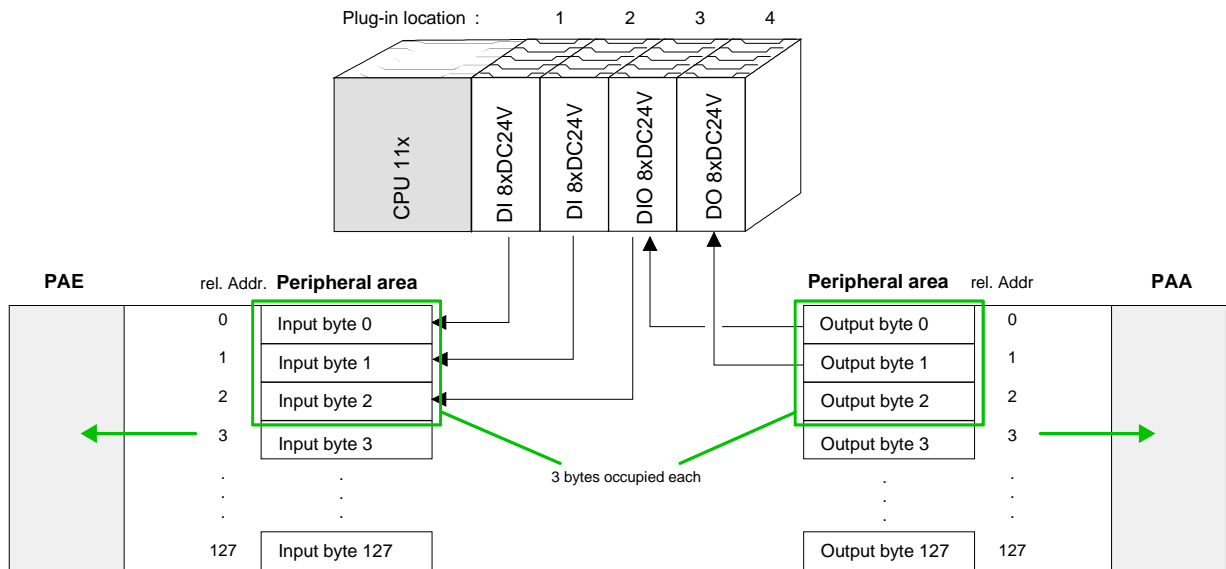 Plug-in location : 1 2 3 4
CPU 11x
DI 8xDC24V
DI 8xDC24V
DIO 8xDC24V
DO 8xDC24V
PAE rel. Addr. Peripheral area Peripheral area rel. Addr PAA
0 Input byte 0 Output byte 0 0
1 Input byte 1 Output byte 1 1
2 Input byte 2 Output byte 2 2
3 Input byte 3 Output byte 3 3
3 bytes occupied each
. . . .
. . . .
. . . .
127 Input byte 127 Output byte 127 127